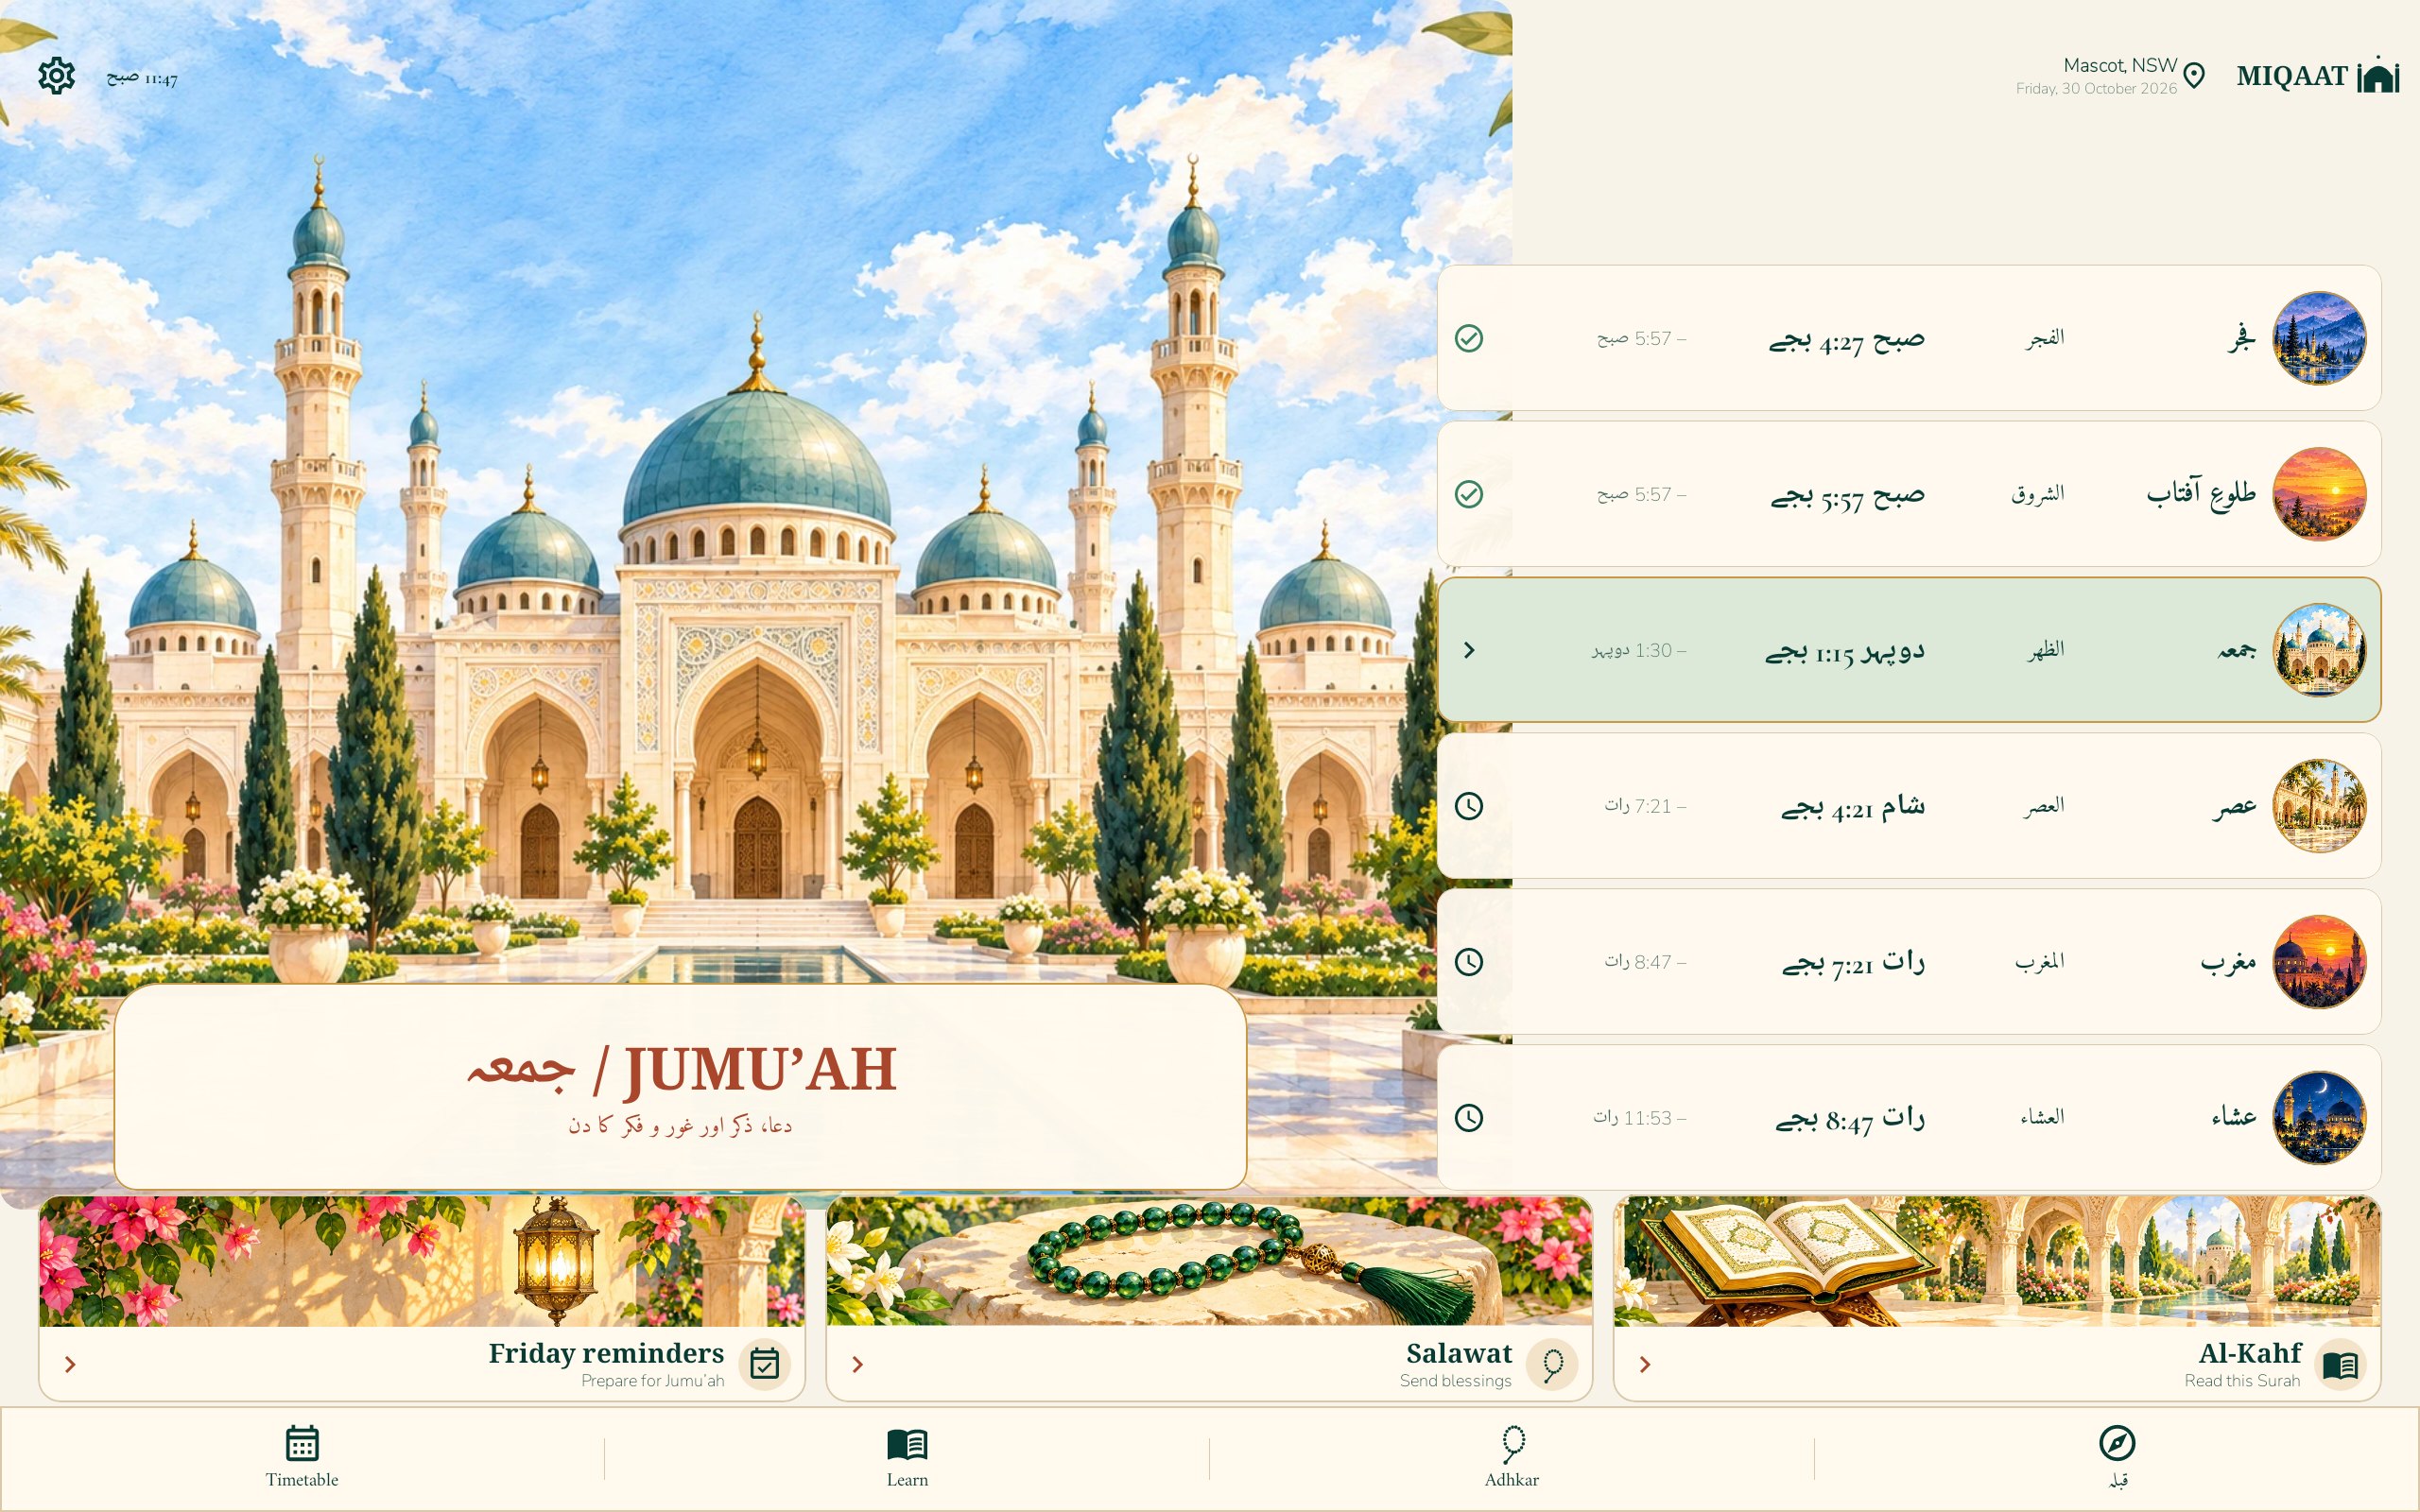 MIQAAT
Mascot, NSW
Friday, 30 October 2026
11:47 صبح
فجر
الفجر
صبح 4:27 بجے
– 5:57 صبح
طلوعِ آفتاب
الشروق
صبح 5:57 بجے
– 5:57 صبح
جمعہ
الظهر
دوپہر 1:15 بجے
– 1:30 دوپہر
عصر
العصر
شام 4:21 بجے
– 7:21 رات
مغرب
المغرب
رات 7:21 بجے
– 8:47 رات
عشاء
العشاء
رات 8:47 بجے
– 11:53 رات
JUMU’AH / جمعہ
دعا، ذکر اور غور و فکر کا دن
Al-Kahf
Read this Surah
Salawat
Send blessings
Friday reminders
Prepare for Jumu’ah
قبلہ
Adhkar
Learn
Timetable